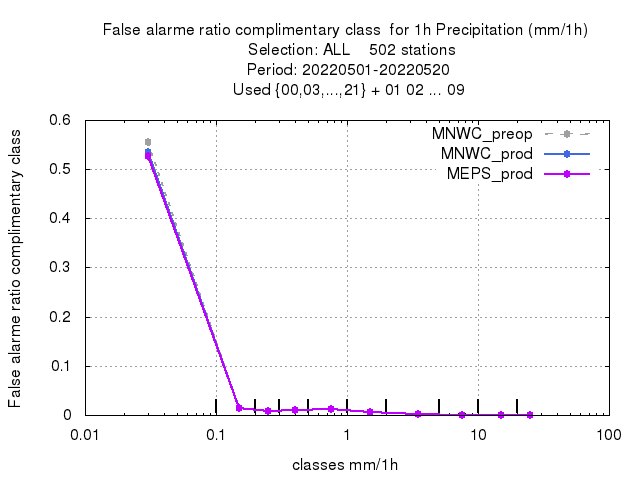 False alarme ratio complimentary class  for 1h Precipitation (mm/1h)
Selection: ALL    502 stations
Period: 20220501-20220520
Used {00,03,...,21} + 01 02 ... 09
MNWC_preop
MNWC_prod
MEPS_prod
False alarme ratio complimentary class
0.6
0.5
0.4
0.3
0.2
0.1
0
0.01 0.1 1 10 100
classes mm/1h